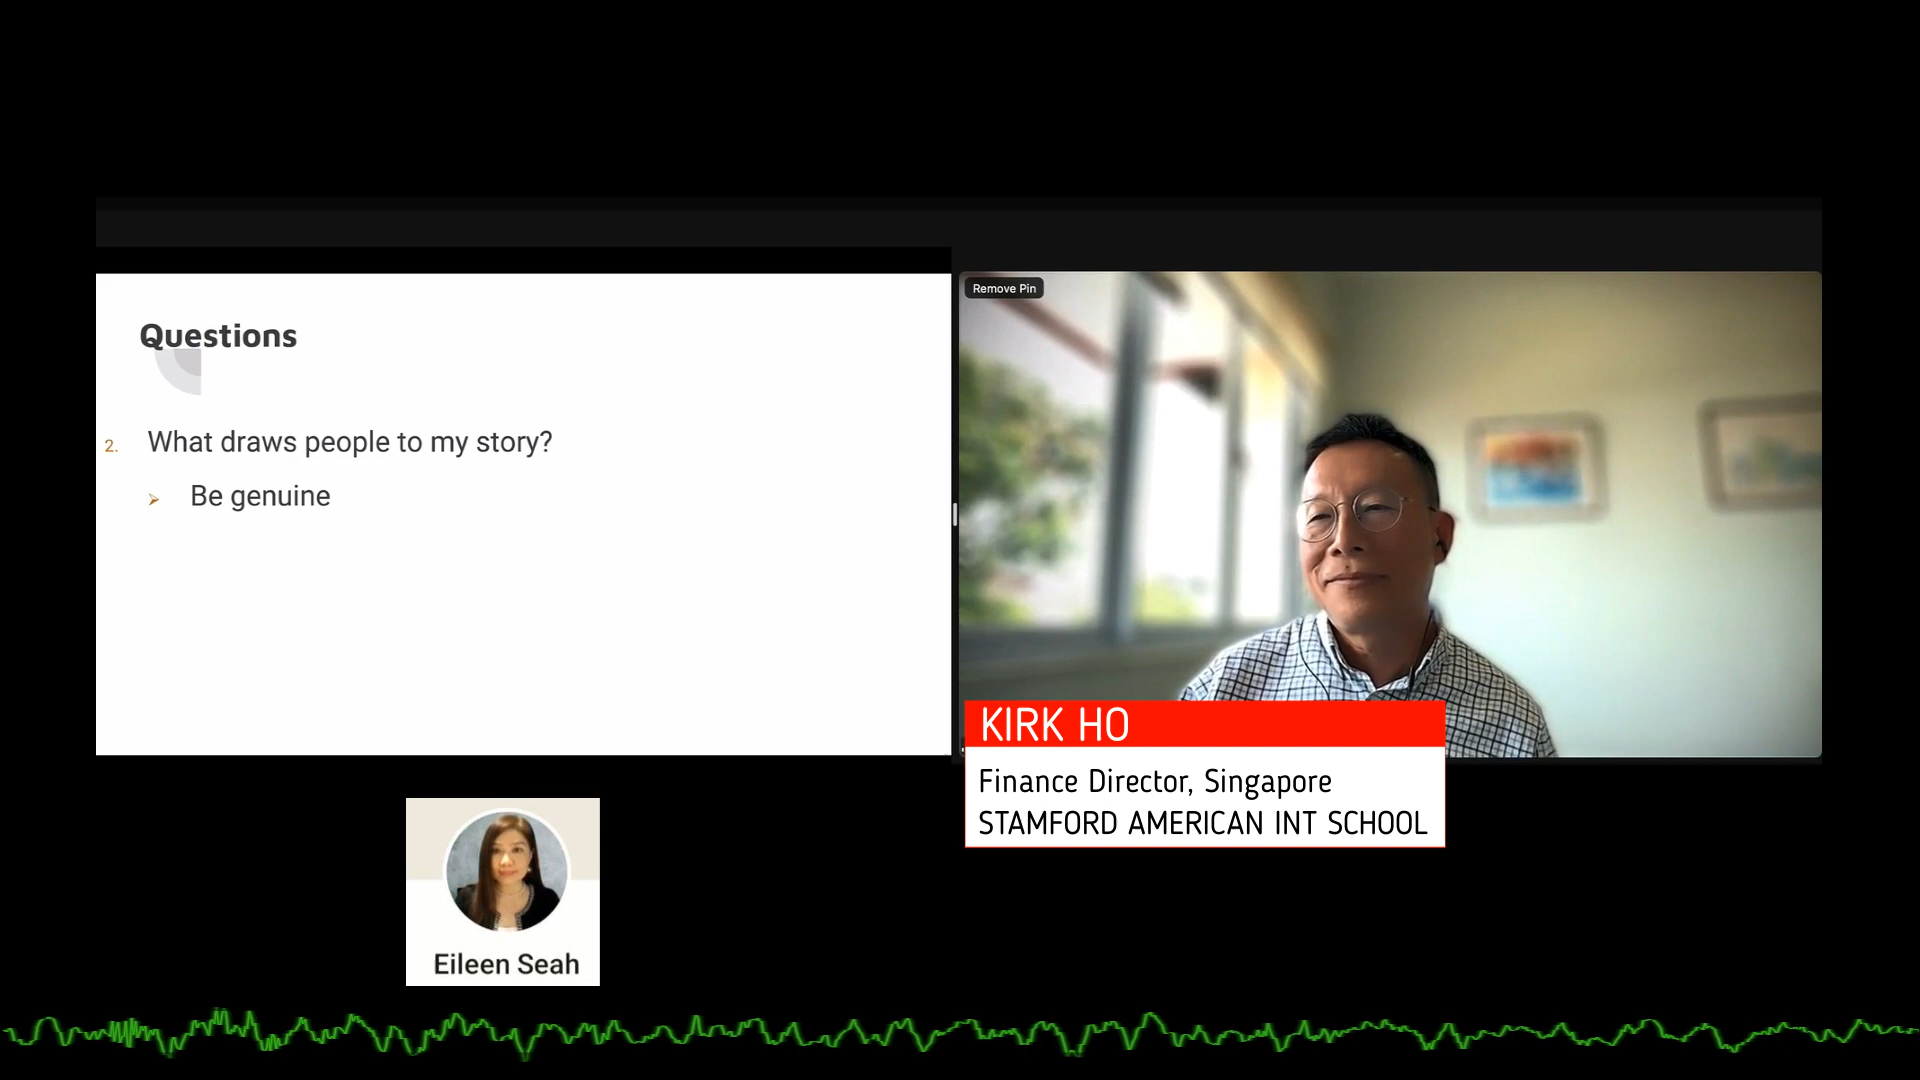 Questions
2. What draws people to my story?
➢ Be genuine
Remove Pin
KIRK HO
Finance Director, Singapore
STAMFORD AMERICAN INT SCHOOL
Eileen Seah